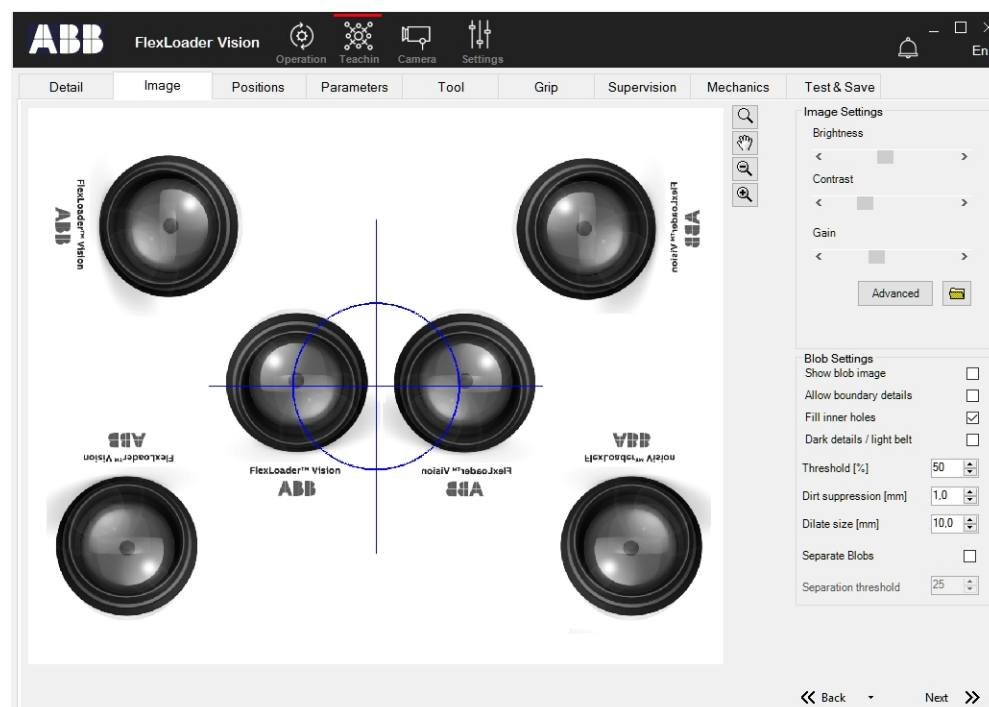 ABB FlexLoader Vision
Operation Teachin Camera Settings
En
Detail Image Positions Parameters Tool Grip Supervision Mechanics Test & Save
Image Settings
Brightness
Contrast
Gain
Advanced
Blob Settings
Show blob image
Allow boundary details
Fill inner holes
Dark details / light belt
Threshold [%] 50
Dirt suppression [mm] 1,0
Dilate size [mm] 10,0
Separate Blobs
Separation threshold 25
FlexLoader™ Vision
ABB
FlexLoader™ Vision
ABB
ABB
FlexLoader™ Vision
ABB
FlexLoader™ Vision
FlexLoader™ Vision
ABB
FlexLoader™ Vision
ABB
Back Next